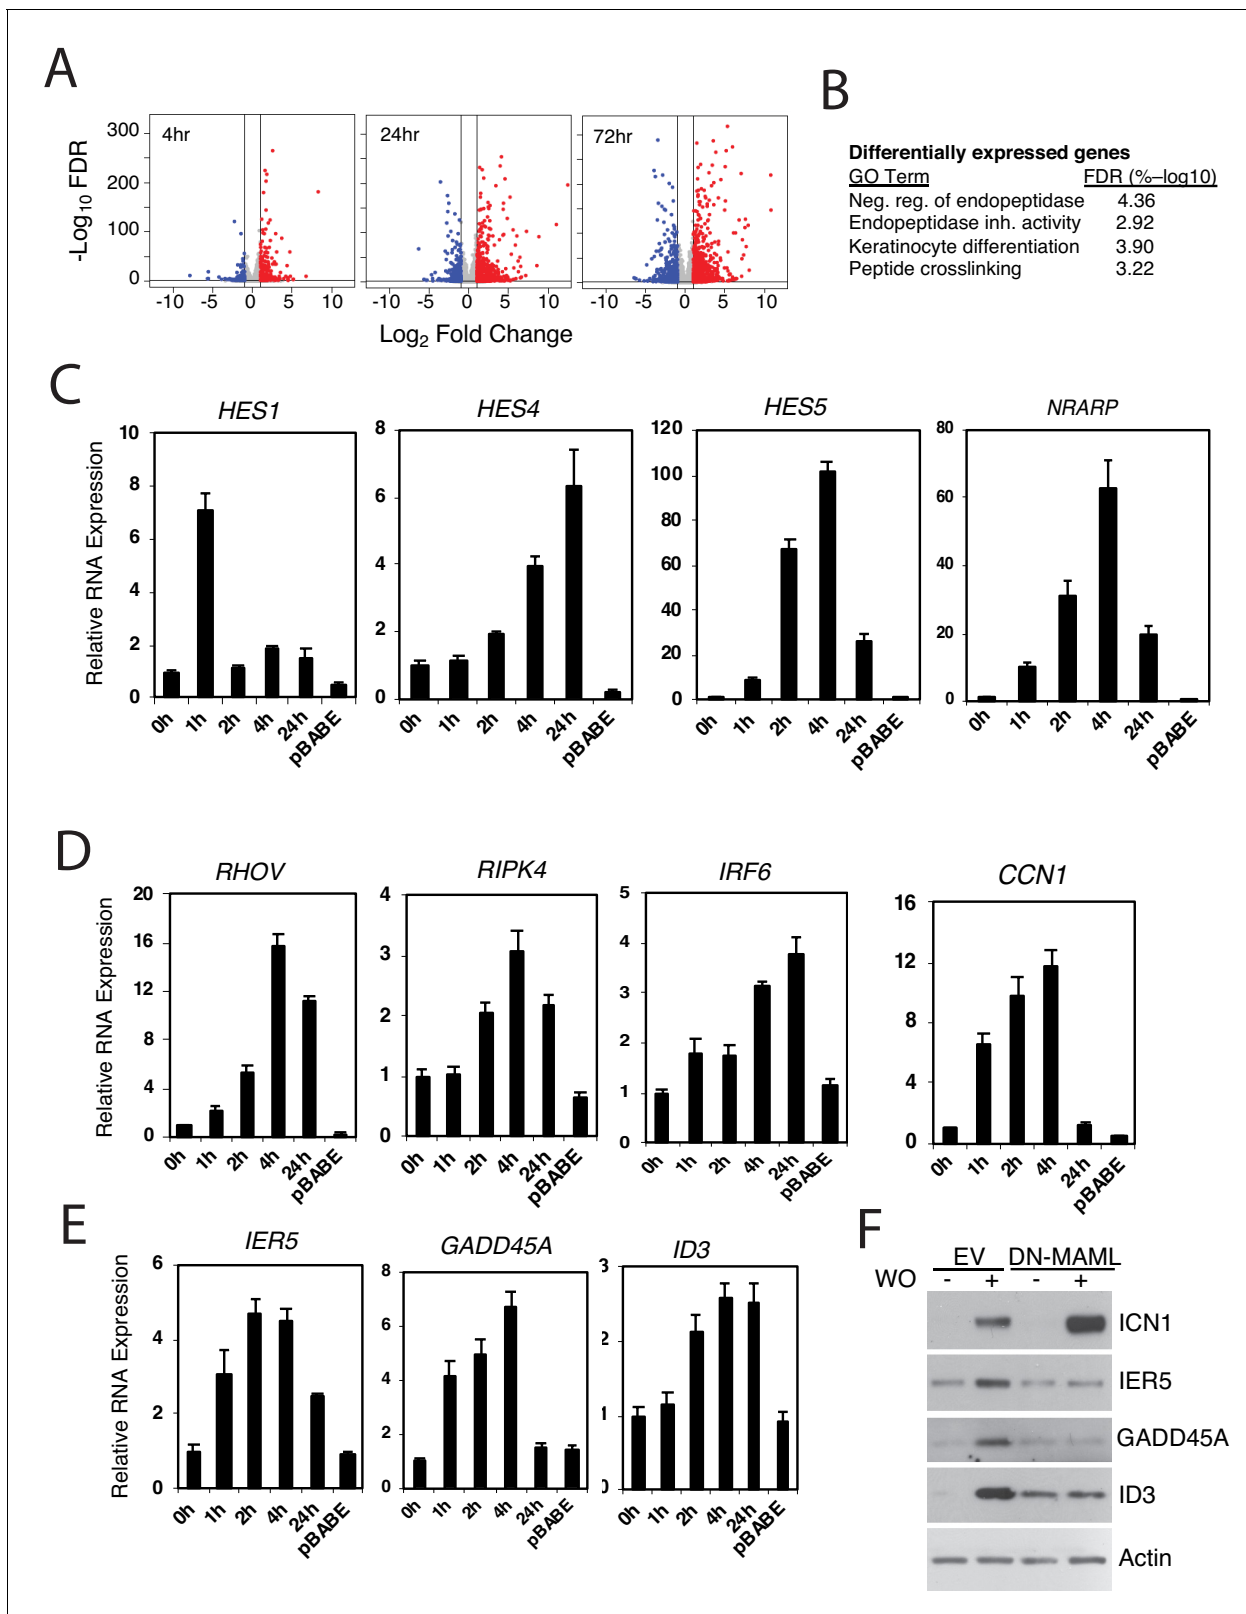 A
-Log10 FDR
300
200
100
0
4hr
24hr
72hr
-10 -5 0 5 10
-10 -5 0 5 10
-10 -5 0 5 10
Log2 Fold Change
B
Differentially expressed genes
GO Term FDR (%–log10)
Neg. reg. of endopeptidase 4.36
Endopeptidase inh. activity 2.92
Keratinocyte differentiation 3.90
Peptide crosslinking 3.22
C
Relative RNA Expression
HES1
10
8
6
4
2
0
0h 1h 2h 4h 24h pBABE
HES4
8
6
4
2
0
0h 1h 2h 4h 24h pBABE
HES5
120
100
80
60
40
20
0
0h 1h 2h 4h 24h pBABE
NRARP
80
60
40
20
0
0h 1h 2h 4h 24h pBABE
D
Relative RNA Expression
RHOV
20
16
12
8
4
0
0h 1h 2h 4h 24h pBABE
RIPK4
4
3
2
1
0
0h 1h 2h 4h 24h pBABE
IRF6
5
4
3
2
1
0
0h 1h 2h 4h 24h pBABE
CCN1
16
12
8
4
0
0h 1h 2h 4h 24h pBABE
E
Relative RNA Expression
IER5
6
4
2
0
0h 1h 2h 4h 24h pBABE
GADD45A
8
6
4
2
0
0h 1h 2h 4h 24h pBABE
ID3
3
2
1
0
0h 1h 2h 4h 24h pBABE
F
EV DN-MAML
WO - + - +
ICN1
IER5
GADD45A
ID3
Actin